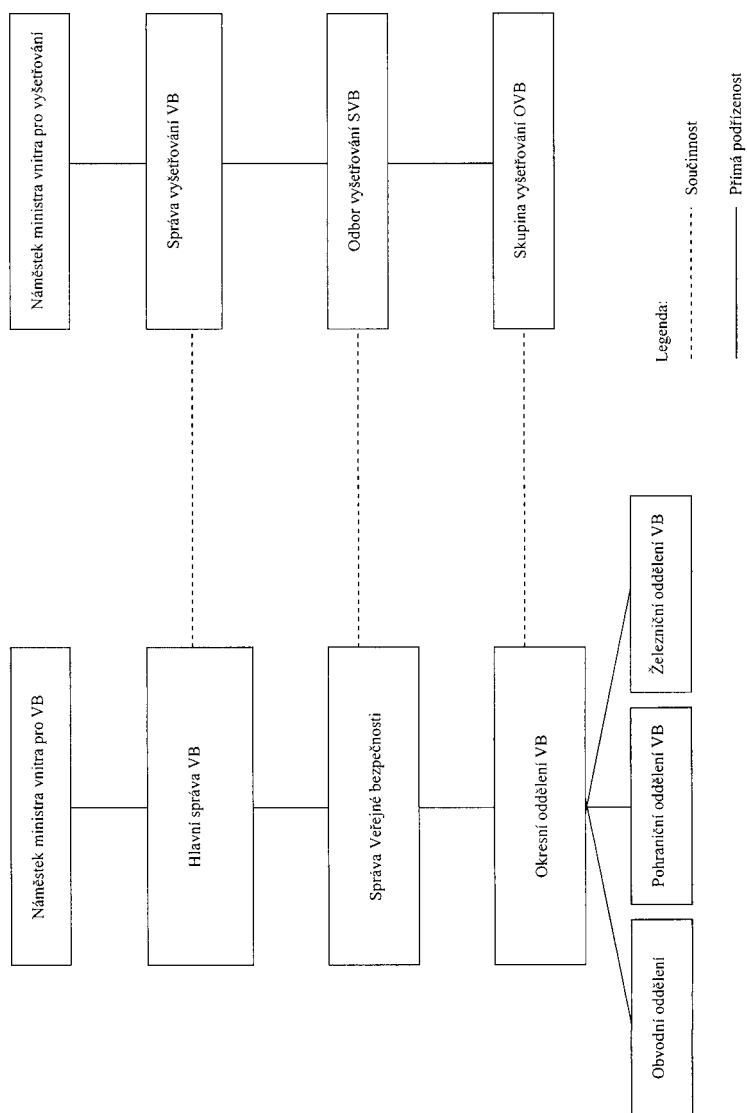 Náměstek ministra vnitra pro VB
Náměstek ministra vnitra pro vyšetřování
Hlavní správa VB
Správa vyšetřování VB
Správa Veřejné bezpečnosti
Odbor vyšetřování SVB
Okresní oddělení VB
Skupina vyšetřování OVB
Obvodní oddělení
Pohraniční oddělení VB
Železniční oddělení VB
Legenda:
Součinnost
Přímá podřízenost